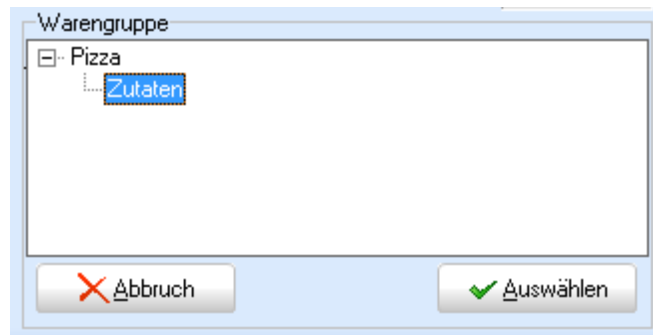 Warengruppe
Pizza
Zutaten
Abbruch
Auswählen